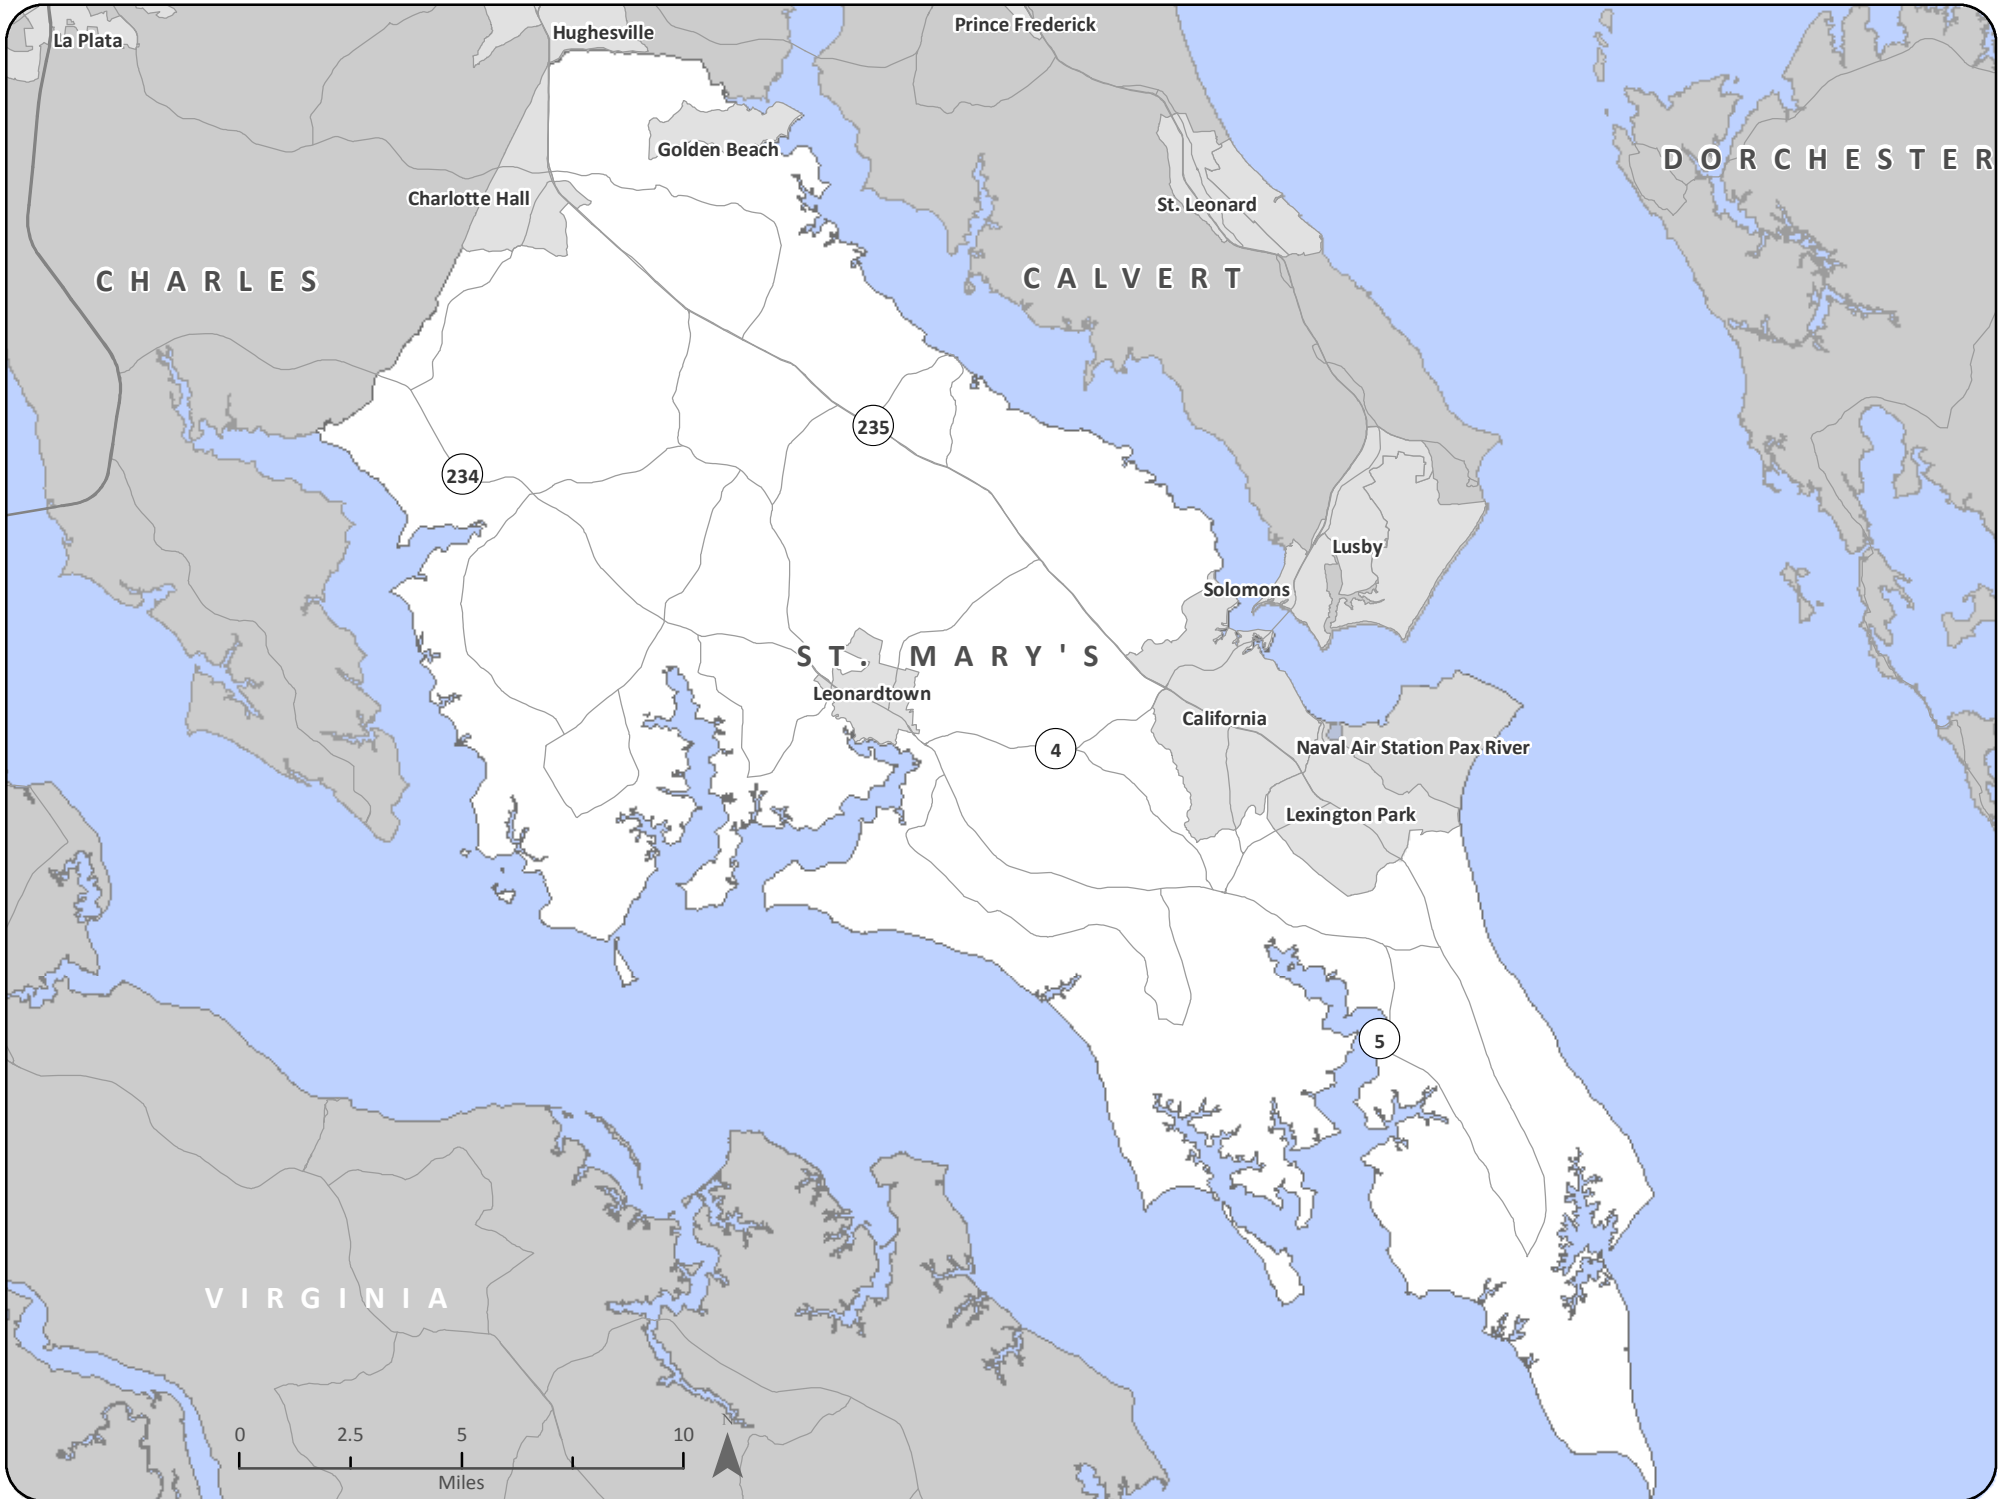 La Plata
Hughesville
Prince Frederick
Golden Beach
DORCHESTER
Charlotte Hall
St. Leonard
CHARLES
CALVERT
235
234
Lusby
Solomons
ST. MARY'S
Leonardtown
California
4
Naval Air Station Pax River
Lexington Park
5
VIRGINIA
0 2.5 5 10
Miles
N